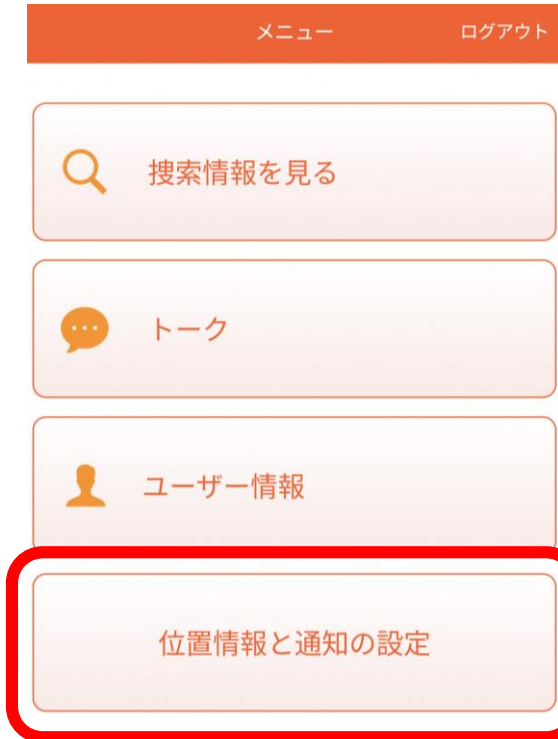 メニュー ログアウト
捜索情報を見る
トーク
ユーザー情報
位置情報と通知の設定